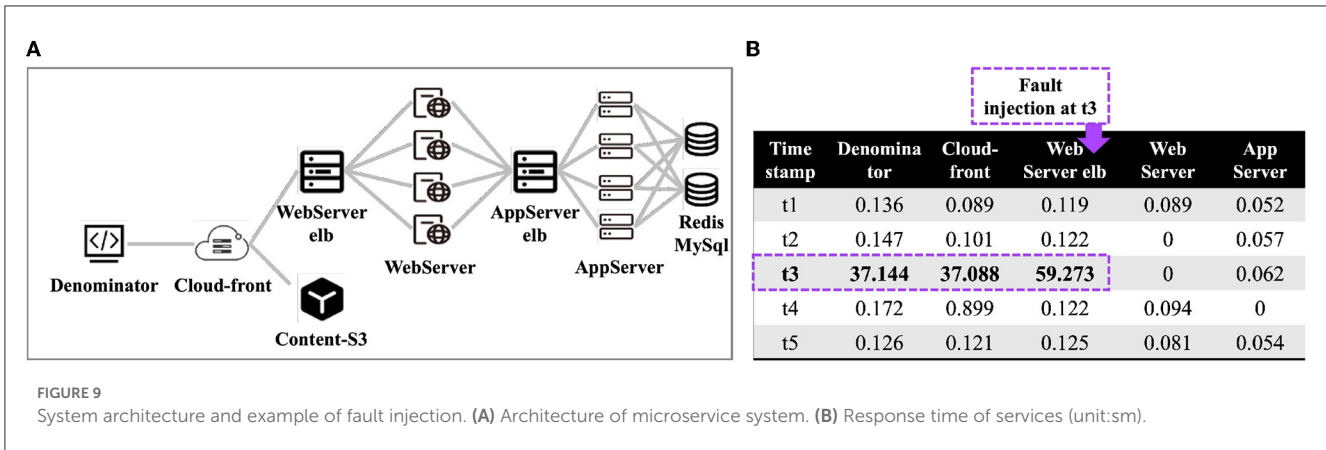 A
Denominator
Cloud-front
WebServer
elb
Content-S3
WebServer
AppServer
elb
AppServer
Redis
MySql
B
Fault
injection at t3
Time stamp Denomina tor Cloud- front Web Server elb Web Server App Server
t1 0.136 0.089 0.119 0.089 0.052
t2 0.147 0.101 0.122 0 0.057
t3 37.144 37.088 59.273 0 0.062
t4 0.172 0.899 0.122 0.094 0
t5 0.126 0.121 0.125 0.081 0.054
FIGURE 9
System architecture and example of fault injection. (A) Architecture of microservice system. (B) Response time of services (unit:sm).